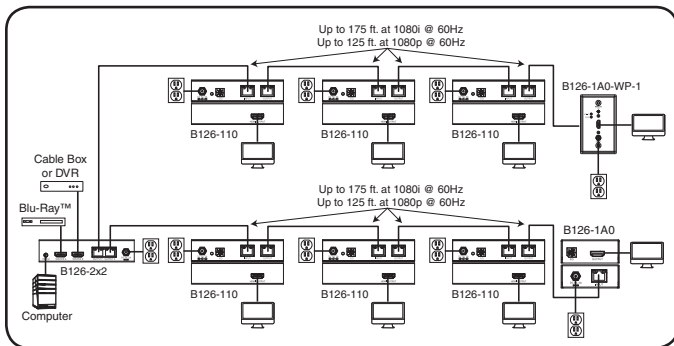 Up to 175 ft. at 1080i @ 60Hz
Up to 125 ft. at 1080p @ 60Hz
B126-1A0-WP-1
B126-110
B126-110
B126-110
Cable Box
or DVR
Blu-Ray™
Up to 175 ft. at 1080i @ 60Hz
Up to 125 ft. at 1080p @ 60Hz
B126-1A0
B126-2x2
B126-110
B126-110
B126-110
Computer